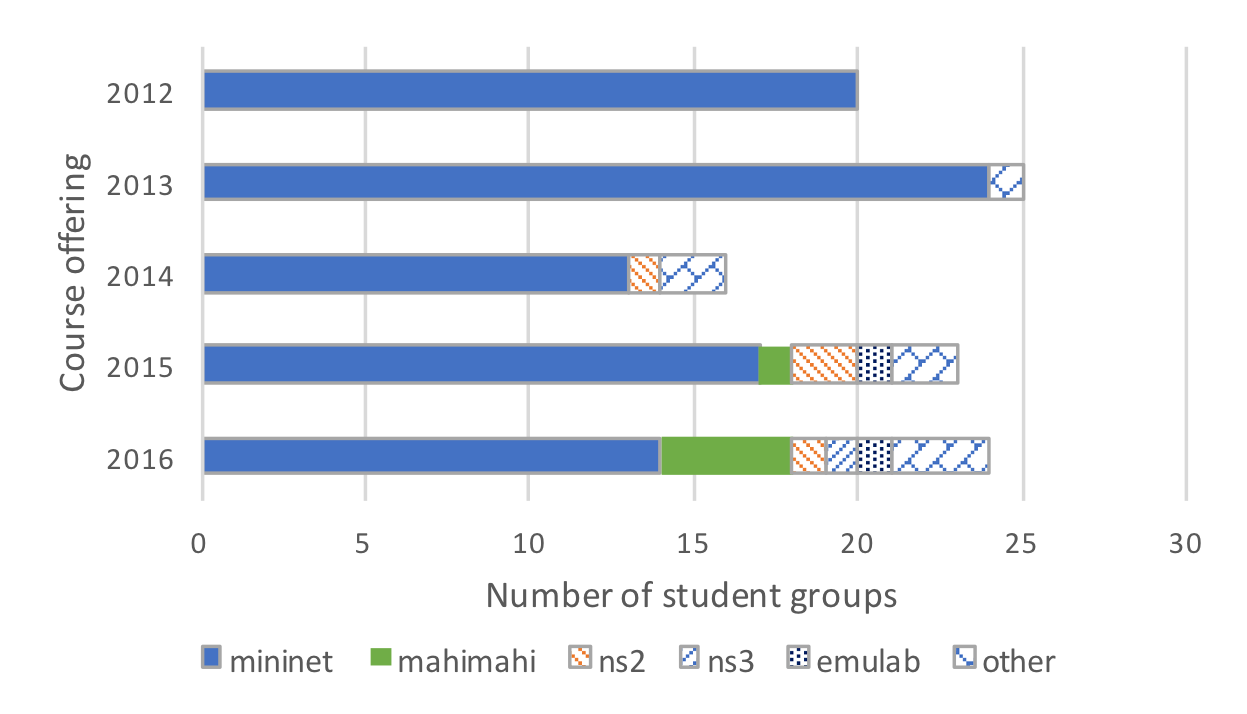 Course offering
2012
2013
2014
2015
2016
0 5 10 15 20 25 30
Number of student groups
mininet mahimahi ns2 ns3 emulab other